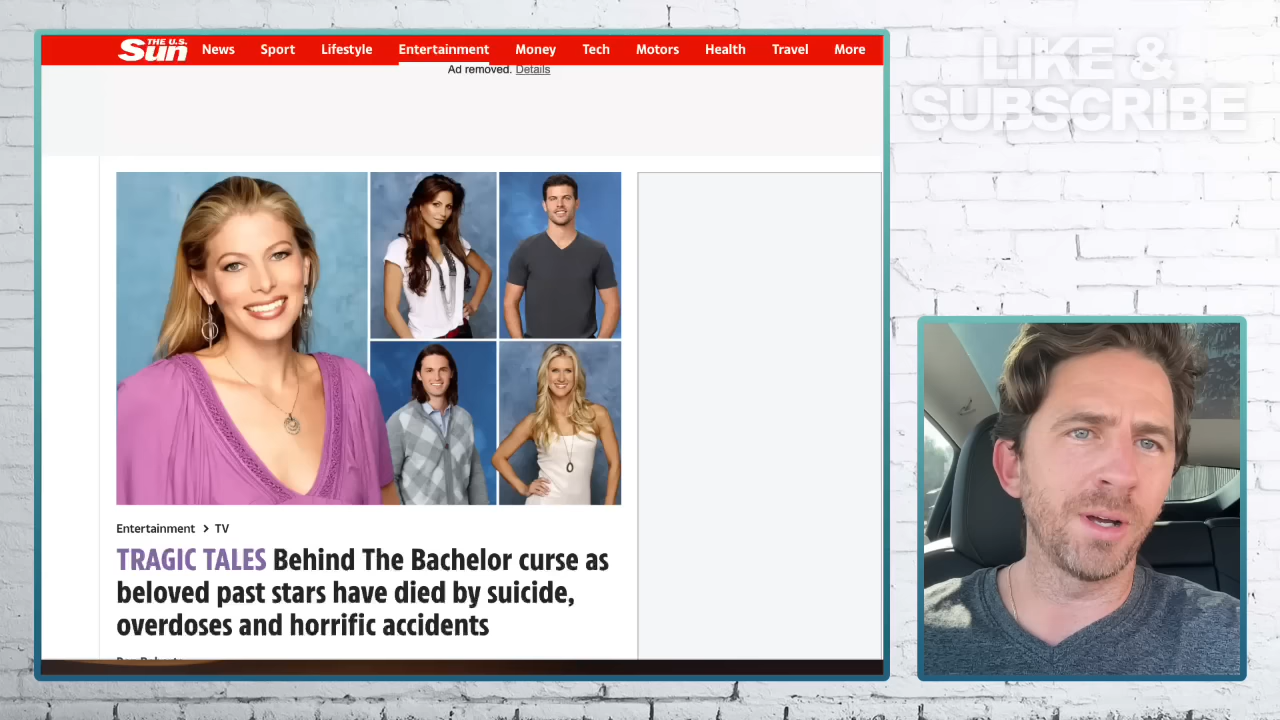 THE U.S. Sun
News Sport Lifestyle Entertainment Money Tech Motors Health Travel More
Ad removed. Details
LIKE &
SUBSCRIBE
Entertainment > TV
TRAGIC TALES Behind The Bachelor curse as
beloved past stars have died by suicide,
overdoses and horrific accidents